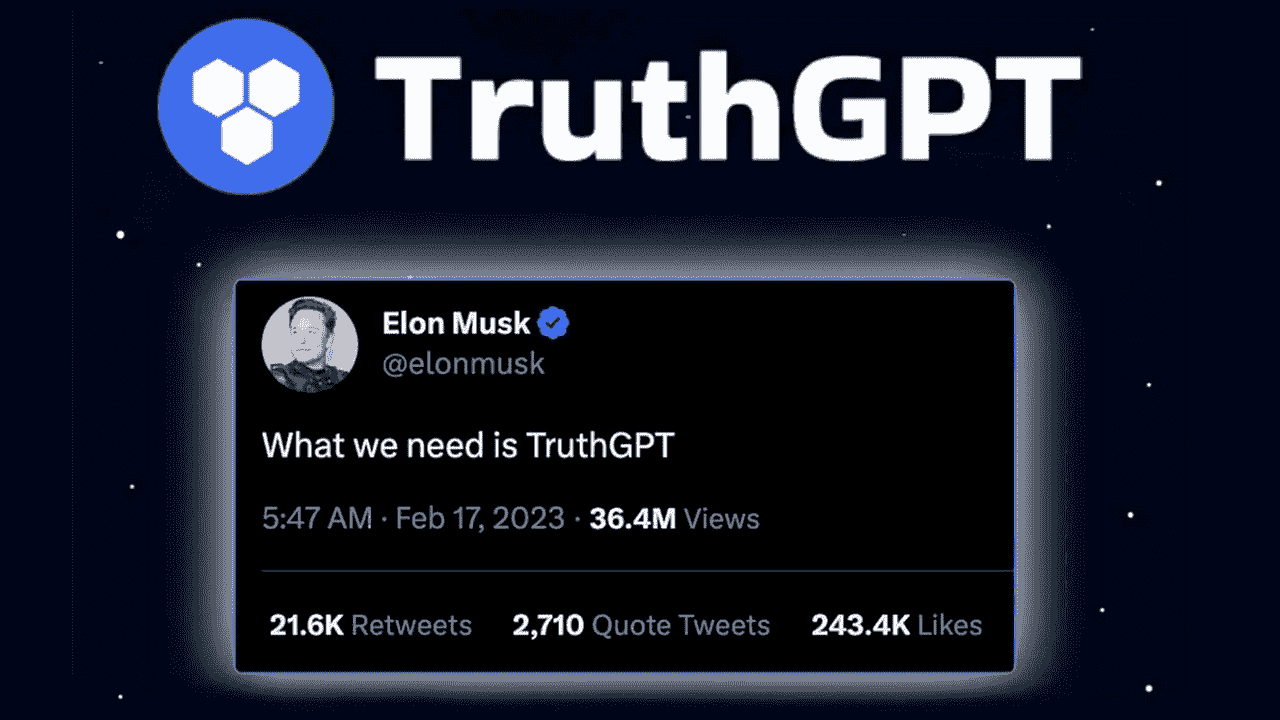 TruthGPT
Elon Musk
@elonmusk
What we need is TruthGPT
5:47 AM · Feb 17, 2023 · 36.4M Views
21.6K Retweets 2,710 Quote Tweets 243.4K Likes